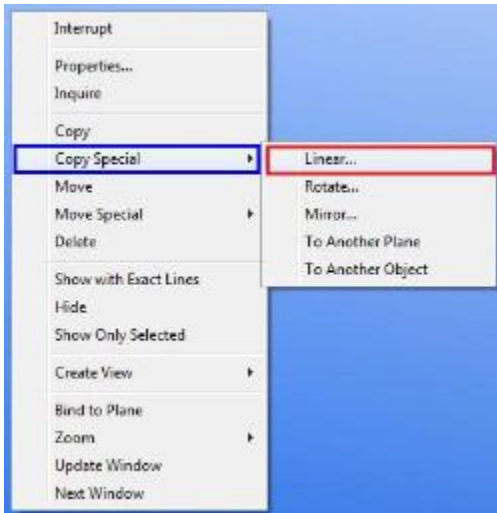 Interrupt
Properties...
Inquire
Copy
Copy Special
Move
Move Special
Delete
Show with Exact Lines
Hide
Show Only Selected
Create View
Bind to Plane
Zoom
Update Window
Next Window
Linear...
Rotate...
Mirror...
To Another Plane
To Another Object